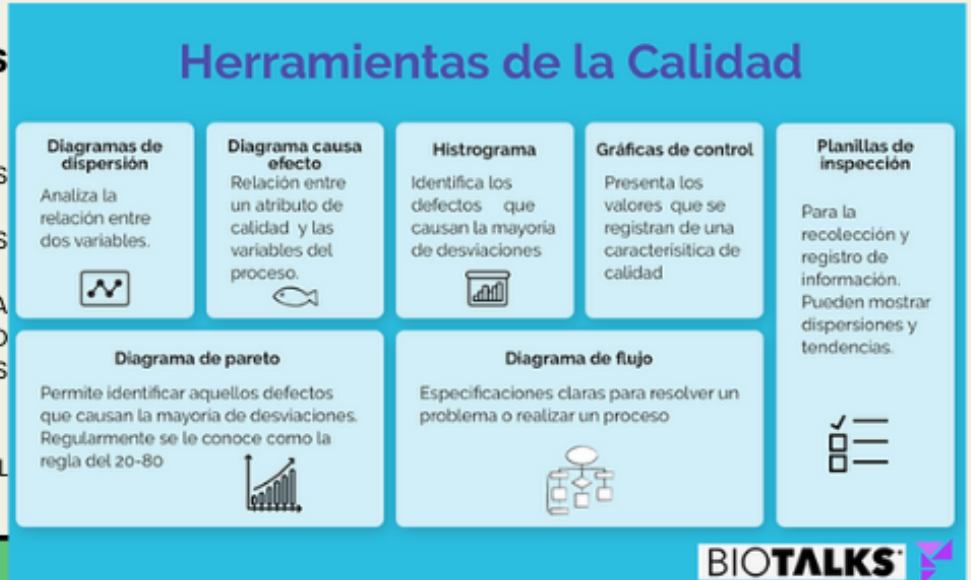 Herramientas de la Calidad
Diagramas de
dispersión
Analiza la
relación entre
dos variables.
Diagrama causa
efecto
Relación entre
un atributo de
calidad y las
variables del
proceso.
Histrograma
Identifica los
defectos que
causan la mayoría
de desviaciones
Gráficas de control
Presenta los
valores que se
registran de una
caracterísitica de
calidad
Planillas de
inspección
Para la
recolección y
registro de
información.
Pueden mostrar
dispersiones y
tendencias.
Diagrama de pareto
Permite identificar aquellos defectos
que causan la mayoría de desviaciones.
Regularmente se le conoce como la
regla del 20-80
Diagrama de flujo
Especificaciones claras para resolver un
problema o realizar un proceso
BIOTALKS